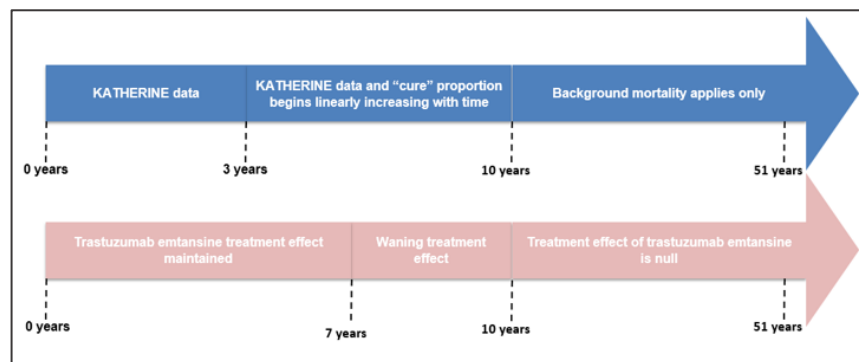 KATHERINE data
KATHERINE data and “cure” proportion
begins linearly increasing with time
Background mortality applies only
0 years
3 years
10 years
51 years
Trastuzumab emtansine treatment effect
maintained
Waning treatment
effect
Treatment effect of trastuzumab emtansine
is null
0 years
7 years
10 years
51 years